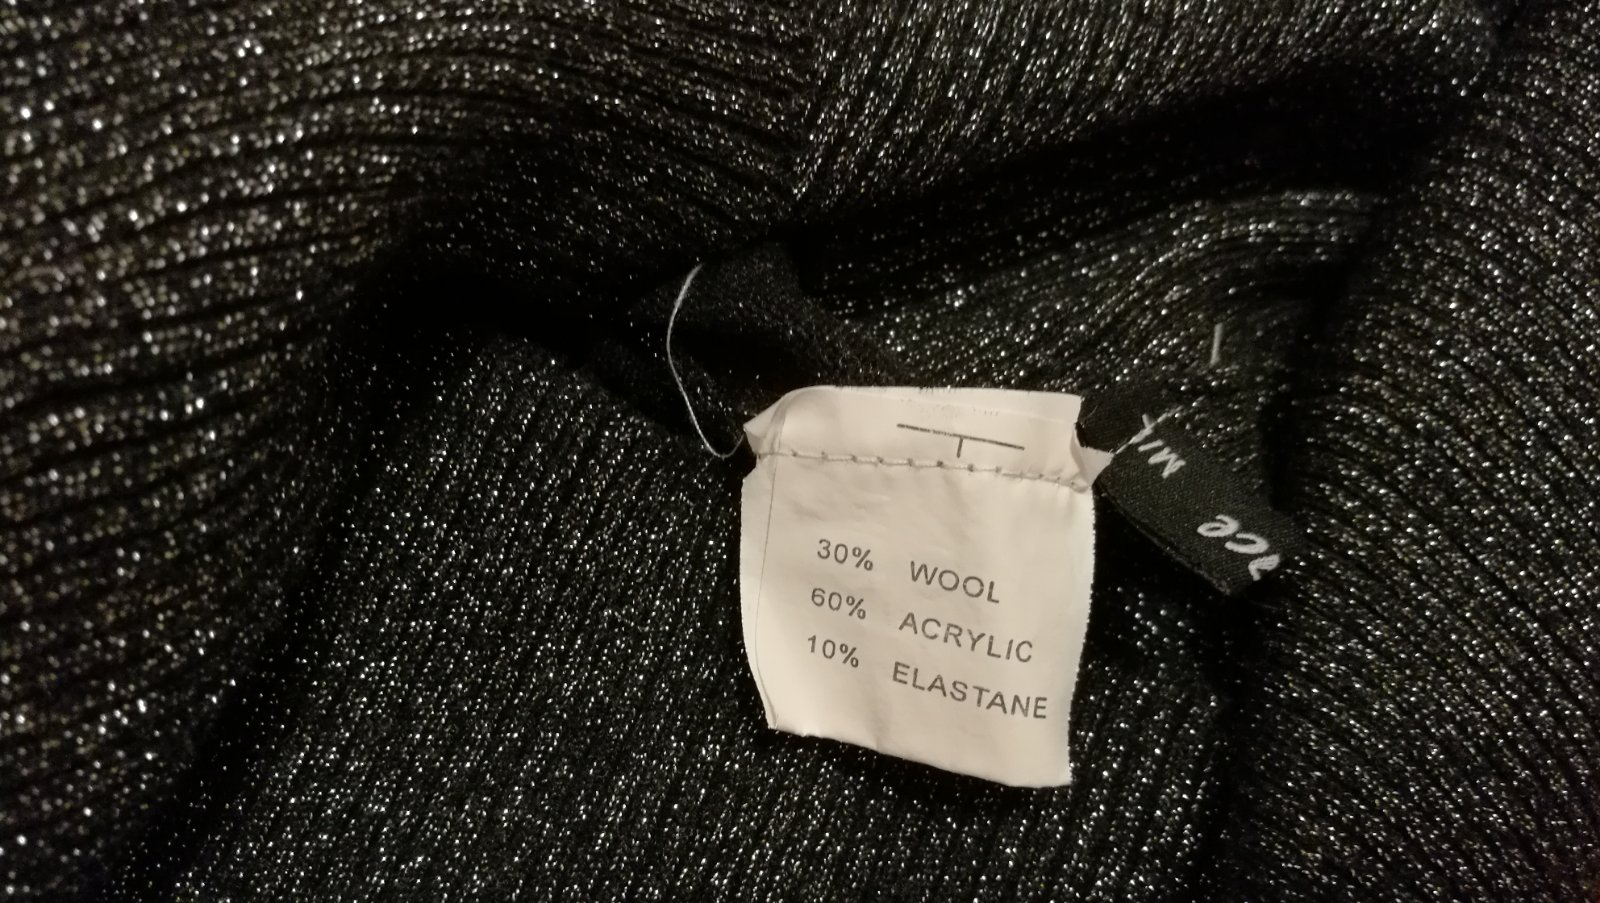 30% WOOL
60% ACRYLIC
10% ELASTANE